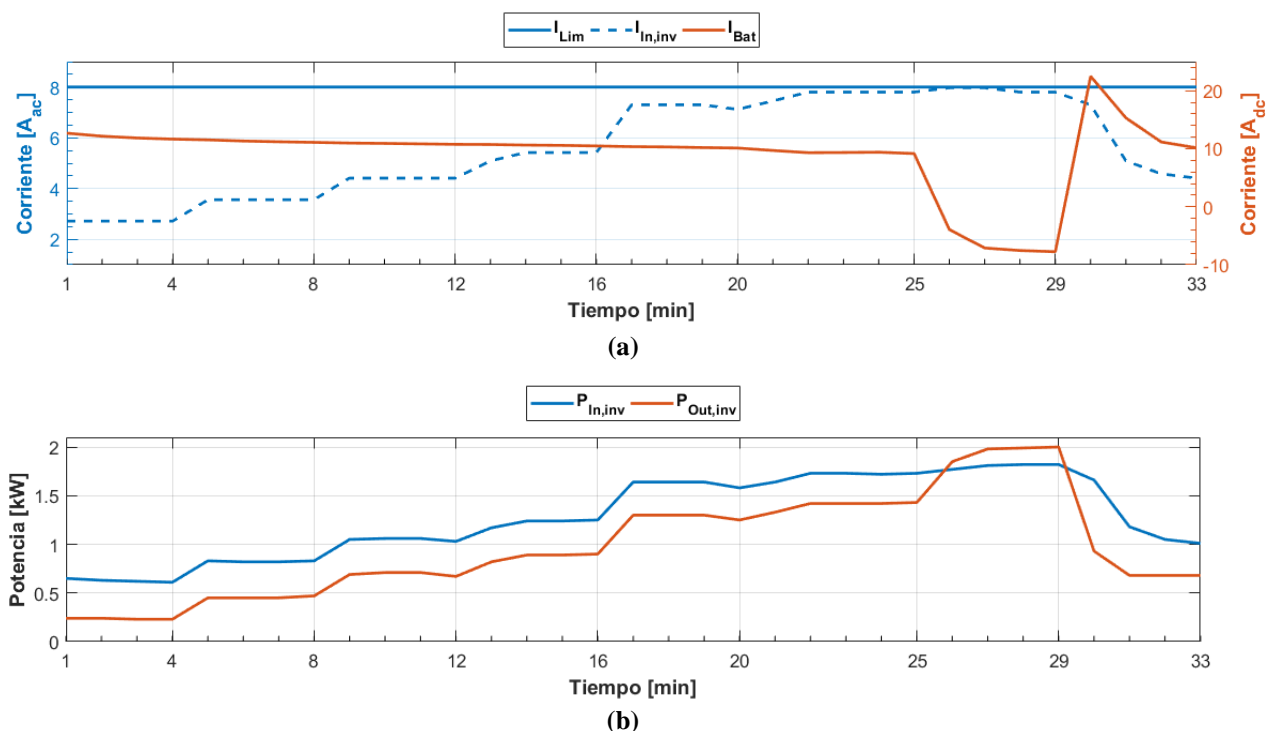 I_Lim I_In,inv I_Bat
Corriente [A_ac]
8
6
4
2
20
10
0
-10
Corriente [A_dc]
1 4 8 12 16 20 25 29 33
Tiempo [min]
(a)
P_In,inv P_Out,inv
Potencia [kW]
2
1.5
1
0.5
0
1 4 8 12 16 20 25 29 33
Tiempo [min]
(b)